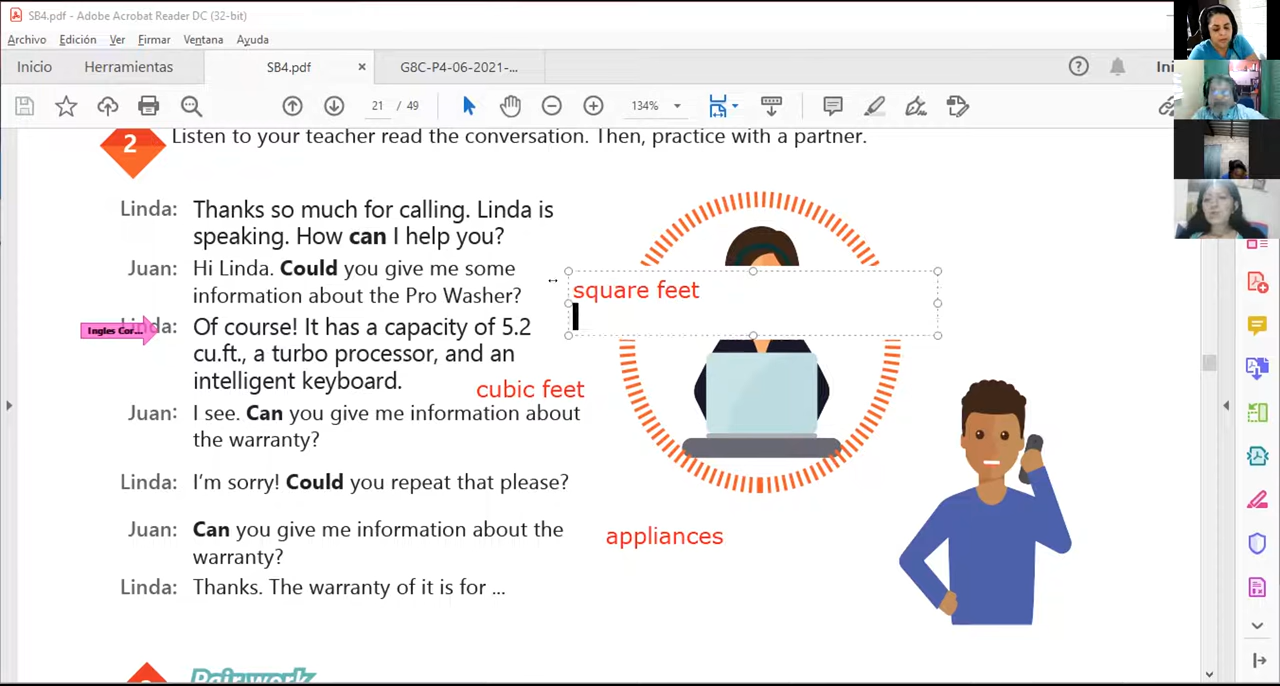 SB4.pdf - Adobe Acrobat Reader DC (32-bit)
Archivo Edición Ver Firmar Ventana Ayuda
Inicio Herramientas SB4.pdf × G8C-P4-06-2021-... Ini
21 / 49 134%
2 Listen to your teacher read the conversation. Then, practice with a partner.
Linda: Thanks so much for calling. Linda is
speaking. How can I help you?
Juan: Hi Linda. Could you give me some
information about the Pro Washer?
square feet
Ingles Cor...
Linda: Of course! It has a capacity of 5.2
cu.ft., a turbo processor, and an
intelligent keyboard.
cubic feet
Juan: I see. Can you give me information about
the warranty?
Linda: I'm sorry! Could you repeat that please?
Juan: Can you give me information about the
warranty?
appliances
Linda: Thanks. The warranty of it is for ...
Pair work